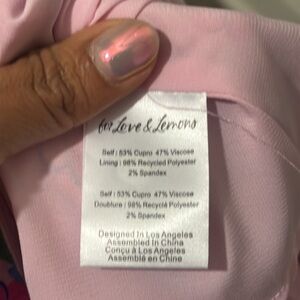 for Love & Lemons
Self : 53% Cupro 47% Viscose
Lining : 98% Recycled Polyester
2% Spandex
Self : 53% Cupro 47% Viscose
Doublure : 98% Recyclé Polyester
2% Spandex
Designed In Los Angeles
Assembled In China
Conçu à Los Angeles
Assemblé en Chine